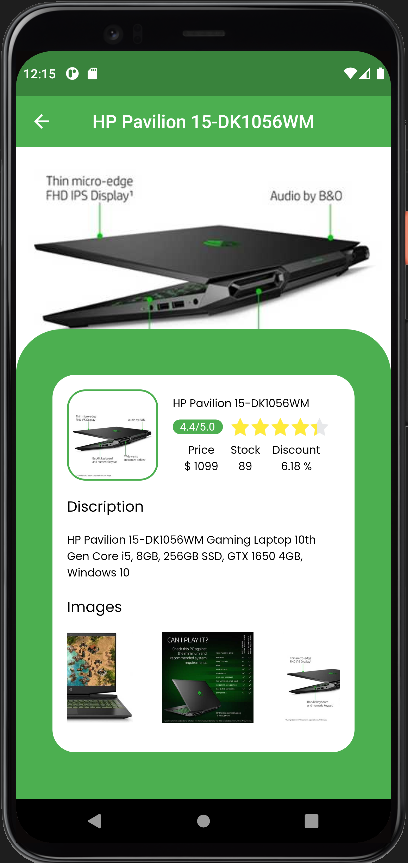 12:15
HP Pavilion 15-DK1056WM
Thin micro-edge
FHD IPS Display¹
Audio by B&O
HP Pavilion 15-DK1056WM
4.4/5.0
Price Stock Discount
$ 1099 89 6.18 %
Discription
HP Pavilion 15-DK1056WM Gaming Laptop 10th
Gen Core i5, 8GB, 256GB SSD, GTX 1650 4GB,
Windows 10
Images
CAN I PLAY IT?